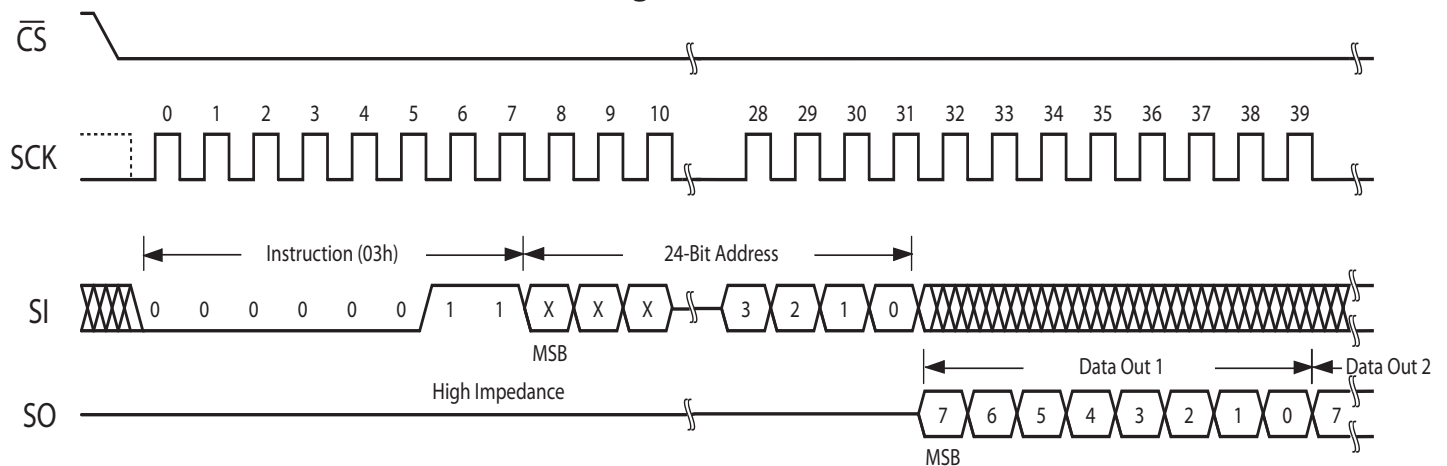 CS
0 1 2 3 4 5 6 7 8 9 10 28 29 30 31 32 33 34 35 36 37 38 39
SCK
Instruction (03h) 24-Bit Address
SI 0 0 0 0 0 0 1 1 X X X 3 2 1 0
MSB
Data Out 1 Data Out 2
High Impedance
SO 7 6 5 4 3 2 1 0 7
MSB